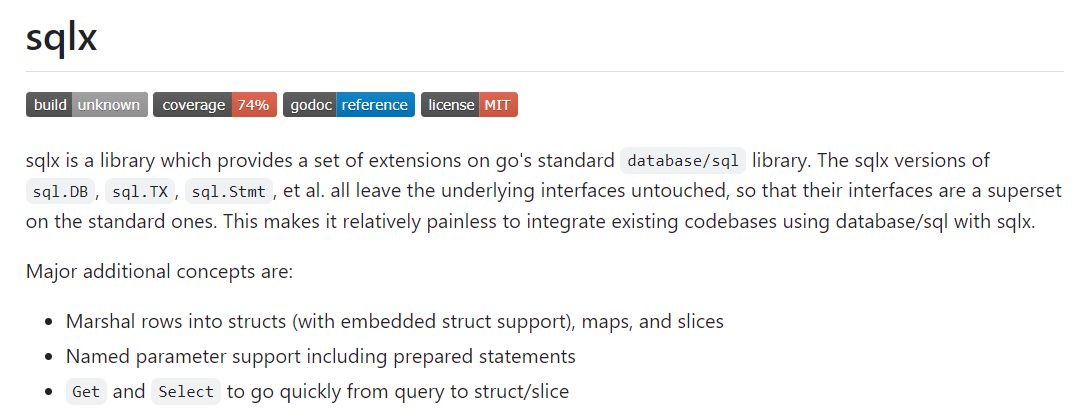 sqlx
build unknown coverage 74% godoc reference license MIT
sqlx is a library which provides a set of extensions on go's standard database/sql library. The sqlx versions of
sql.DB, sql.TX, sql.Stmt, et al. all leave the underlying interfaces untouched, so that their interfaces are a superset
on the standard ones. This makes it relatively painless to integrate existing codebases using database/sql with sqlx.
Major additional concepts are:
• Marshal rows into structs (with embedded struct support), maps, and slices
• Named parameter support including prepared statements
• Get and Select to go quickly from query to struct/slice